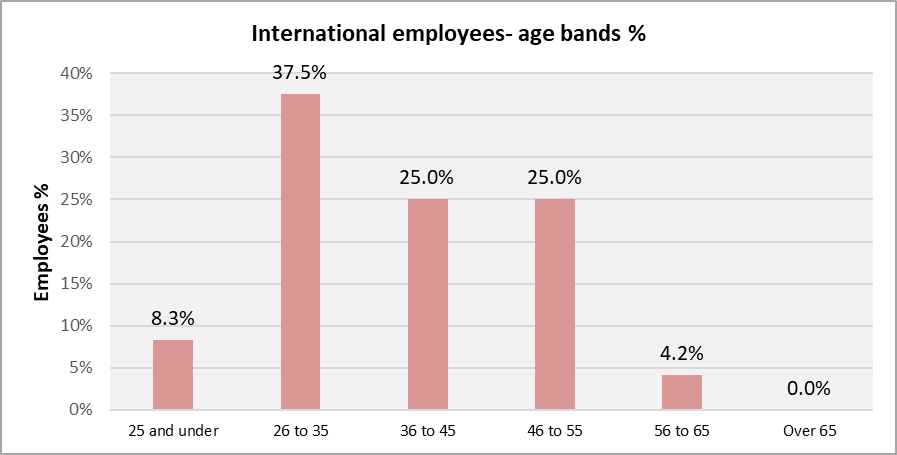 International employees- age bands %
Employees %
40%
35%
30%
25%
20%
15%
10%
5%
0%
8.3%
37.5%
25.0%
25.0%
4.2%
0.0%
25 and under
26 to 35
36 to 45
46 to 55
56 to 65
Over 65